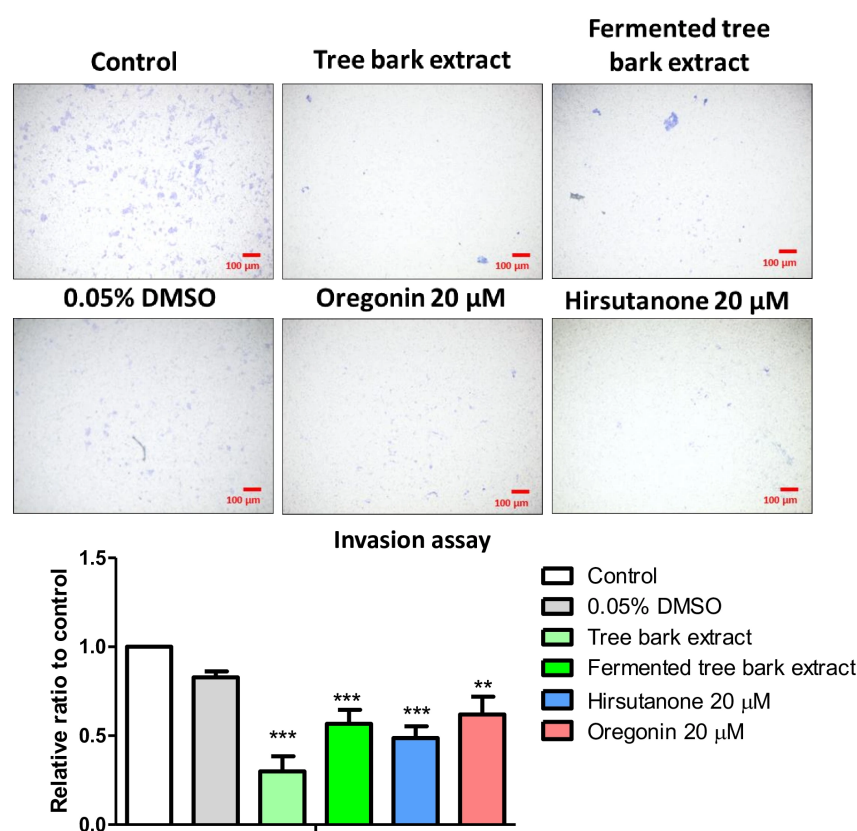 Control
Tree bark extract
Fermented tree
bark extract
100 µm
100 µm
100 µm
0.05% DMSO
Oregonin 20 µM
Hirsutanone 20 µM
100 µm
100 µm
100 µm
Invasion assay
Relative ratio to control
1.5
1.0
0.5
0.0
***
***
***
**
Control
0.05% DMSO
Tree bark extract
Fermented tree bark extract
Hirsutanone 20 µM
Oregonin 20 µM